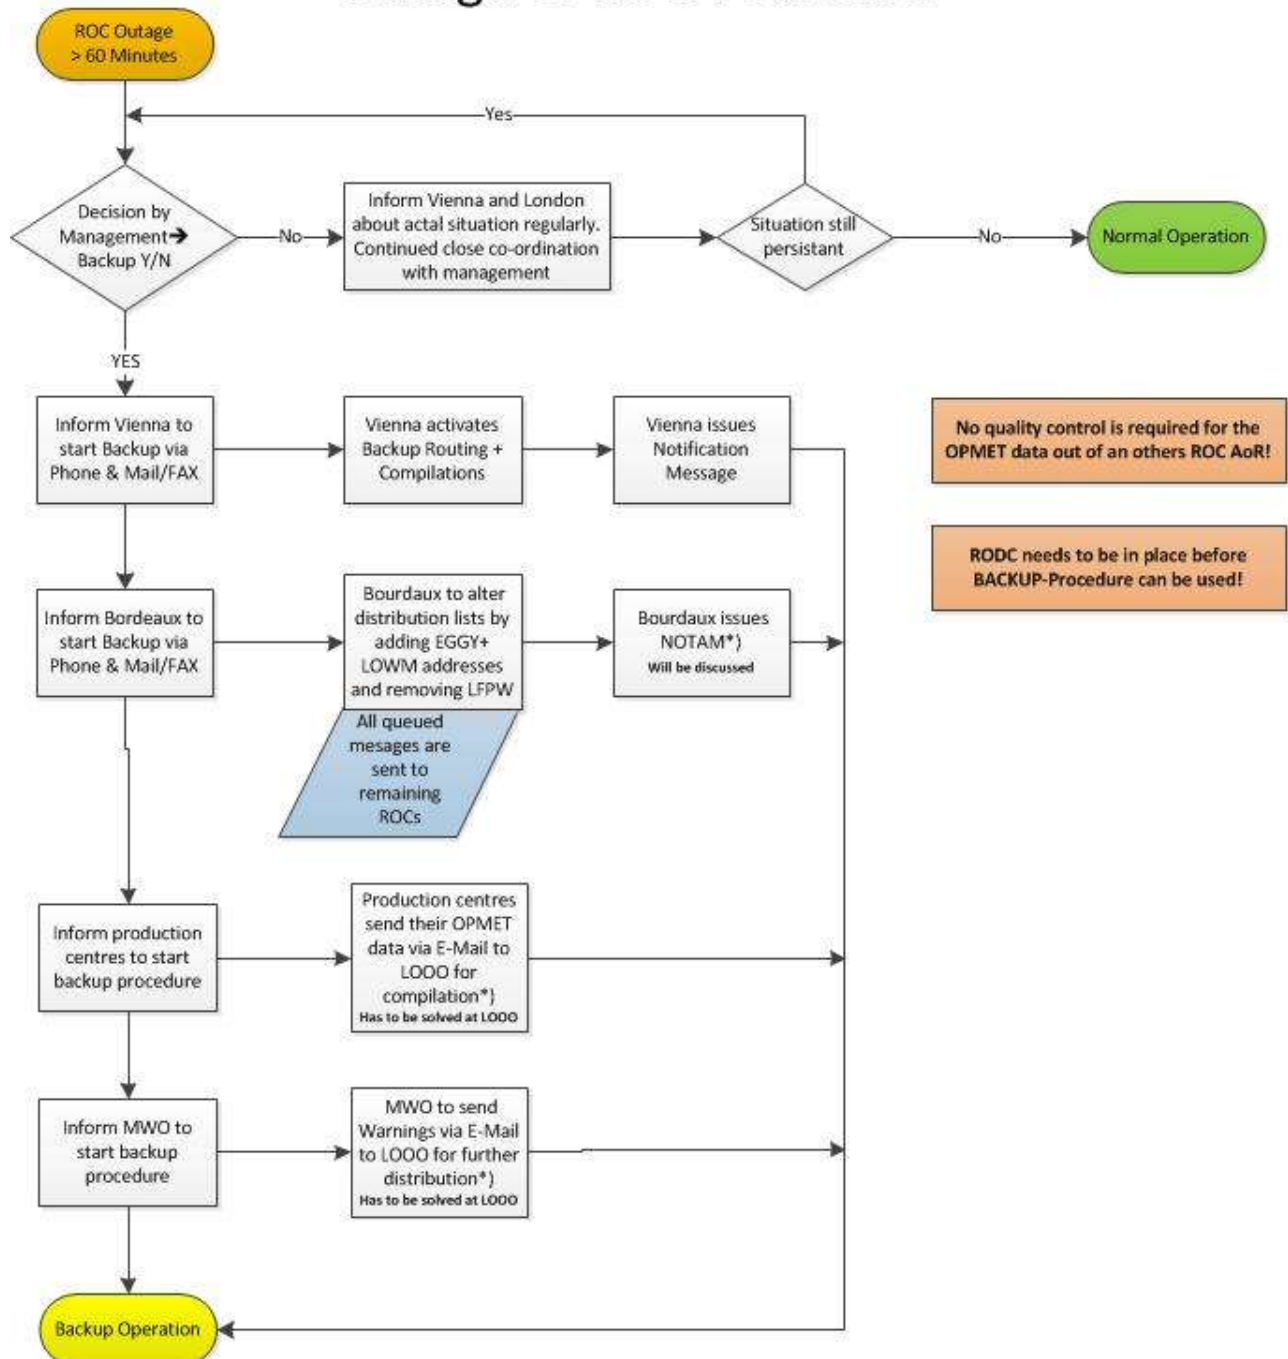 ROC Outage
> 60 Minutes
Yes
Decision by
Management➔
Backup Y/N
No
Inform Vienna and London
about actal situation regularly.
Continued close co-ordination
with management
Situation still
persistant
No
Normal Operation
YES
Inform Vienna to
start Backup via
Phone & Mail/FAX
Vienna activates
Backup Routing +
Compilations
Vienna issues
Notification
Message
No quality control is required for the
OPMET data out of an others ROC AoR!
RODC needs to be in place before
BACKUP-Procedure can be used!
Inform Bordeaux to
start Backup via
Phone & Mail/FAX
Bourdaux to alter
distribution lists by
adding EGGY+
LOWM addresses
and removing LFPW
Bourdaux issues
NOTAM*)
Will be discussed
All queued
mesages are
sent to
remaining
ROCs
Inform production
centres to start
backup procedure
Production centres
send their OPMET
data via E-Mail to
LOOO for
compilation*)
Has to be solved at LOOO
Inform MWO to
start backup
procedure
MWO to send
Warnings via E-Mail
to LOOO for further
distribution*)
Has to be solved at LOOO
Backup Operation